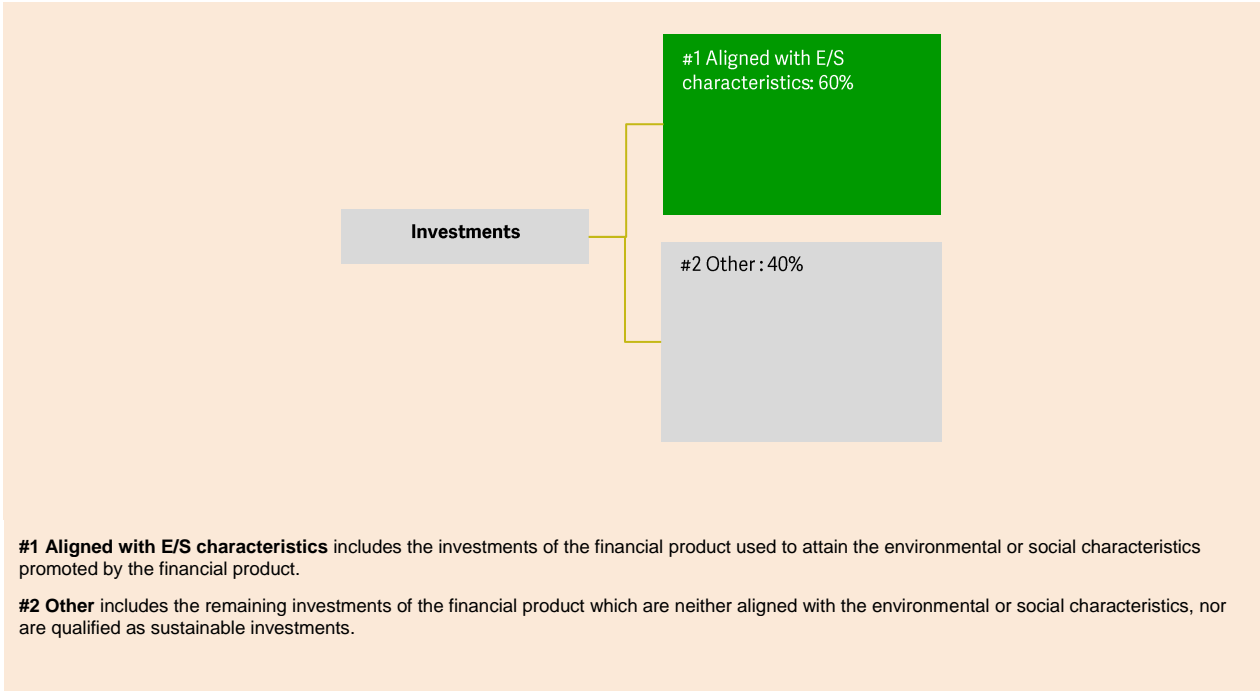 #1 Aligned with E/S
characteristics: 60%
Investments
#2 Other : 40%
#1 Aligned with E/S characteristics includes the investments of the financial product used to attain the environmental or social characteristics
promoted by the financial product.
#2 Other includes the remaining investments of the financial product which are neither aligned with the environmental or social characteristics, nor
are qualified as sustainable investments.